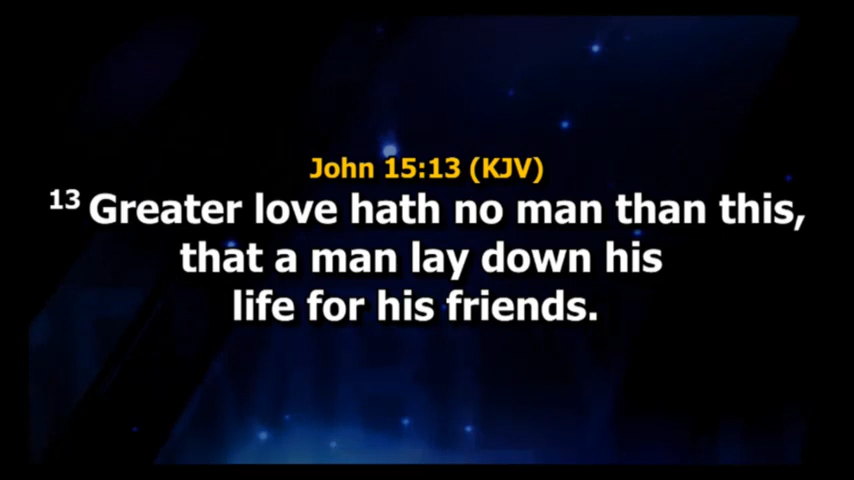 John 15:13 (KJV)
13 Greater love hath no man than this,
that a man lay down his
life for his friends.